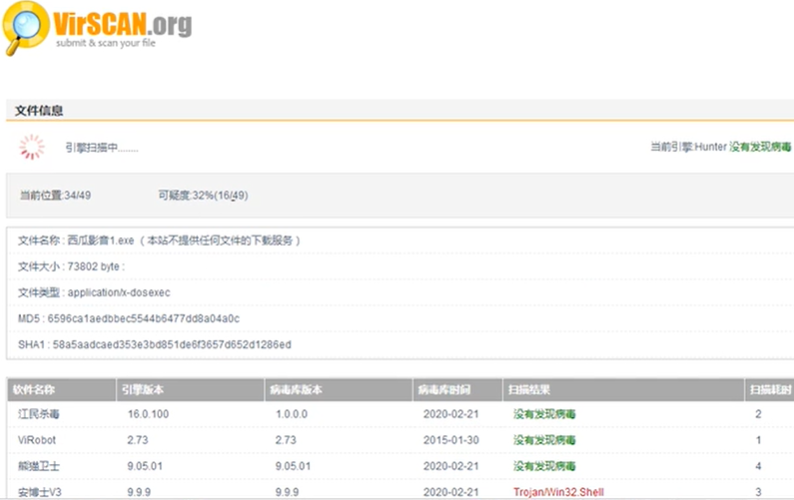 VirSCAN.org
submit & scan your file
文件信息
引擎扫描中........ 当前引擎:Hunter 没有发现病毒
当前位置:34/49 可疑度:32%(16/49)
文件名称 : 西瓜影音1.exe （ 本站不提供任何文件的下载服务 ）
文件大小 : 73802 byte :
文件类型 : application/x-dosexec
MD5 : 6596ca1aedbbec5544b6477dd8a04a0c
SHA1 : 58a5aadcaed353e3bd851de6f3657d652d1286ed
软件名称 引擎版本 病毒库版本 病毒库时间 扫描结果 扫描耗时
江民杀毒 16.0.100 1.0.0.0 2020-02-21 没有发现病毒 2
ViRobot 2.73 2.73 2015-01-30 没有发现病毒 1
熊猫卫士 9.05.01 9.05.01 2020-02-21 没有发现病毒 4
安博士V3 9.9.9 9.9.9 2020-02-21 Trojan/Win32.Shell 3